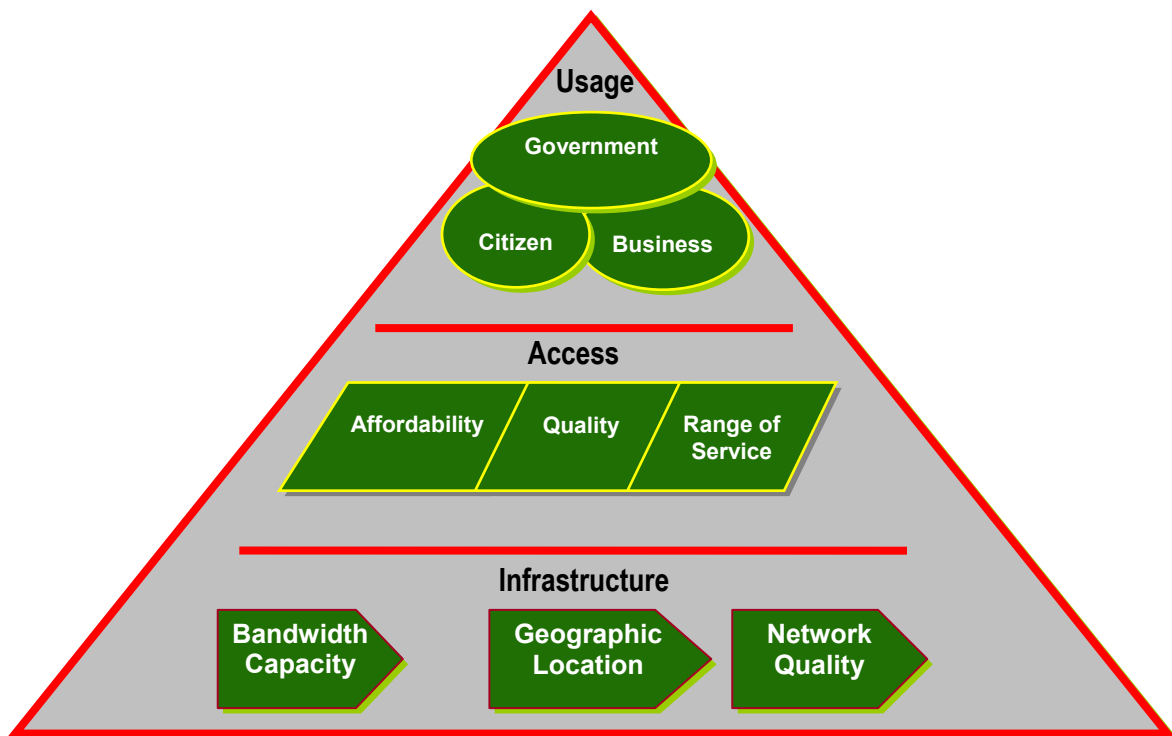 Usage
Government
Citizen
Business
Access
Affordability
Quality
Range of
Service
Infrastructure
Bandwidth
Capacity
Geographic
Location
Network
Quality